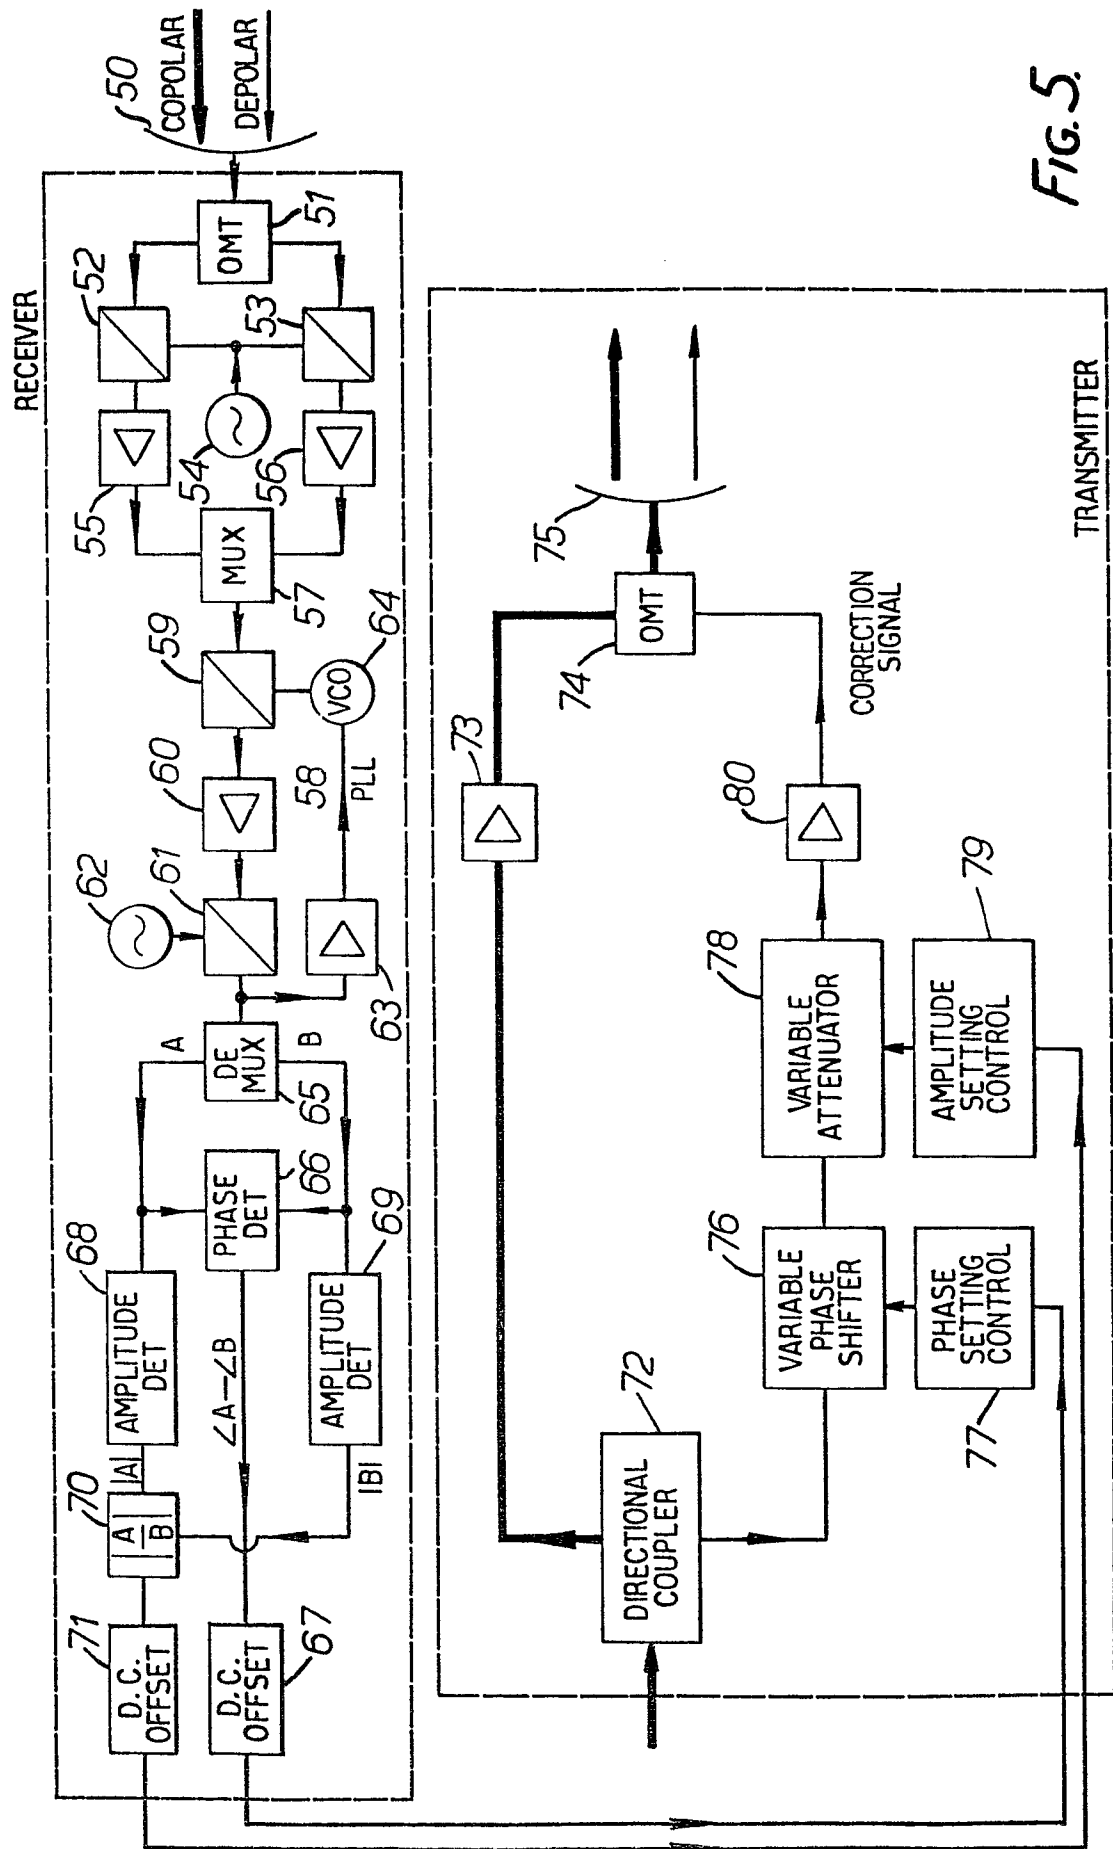 RECEIVER
COPOLAR
DEPOLAR
50
OMT
51
52
53
54
55
56
MUX
57
59
VCO
64
58
PLL
60
61
62
63
A
B
DE
MUX
65
PHASE
DET
66
68
AMPLITUDE
DET
69
AMPLITUDE
DET
∠A–∠B
|A|
|B|
70
|A/B|
71
D.C.
OFFSET
D.C.
OFFSET
67
TRANSMITTER
72
DIRECTIONAL
COUPLER
73
74
OMT
75
76
VARIABLE
PHASE
SHIFTER
77
PHASE
SETTING
CONTROL
78
VARIABLE
ATTENUATOR
79
AMPLITUDE
SETTING
CONTROL
80
CORRECTION
SIGNAL
FIG. 5.